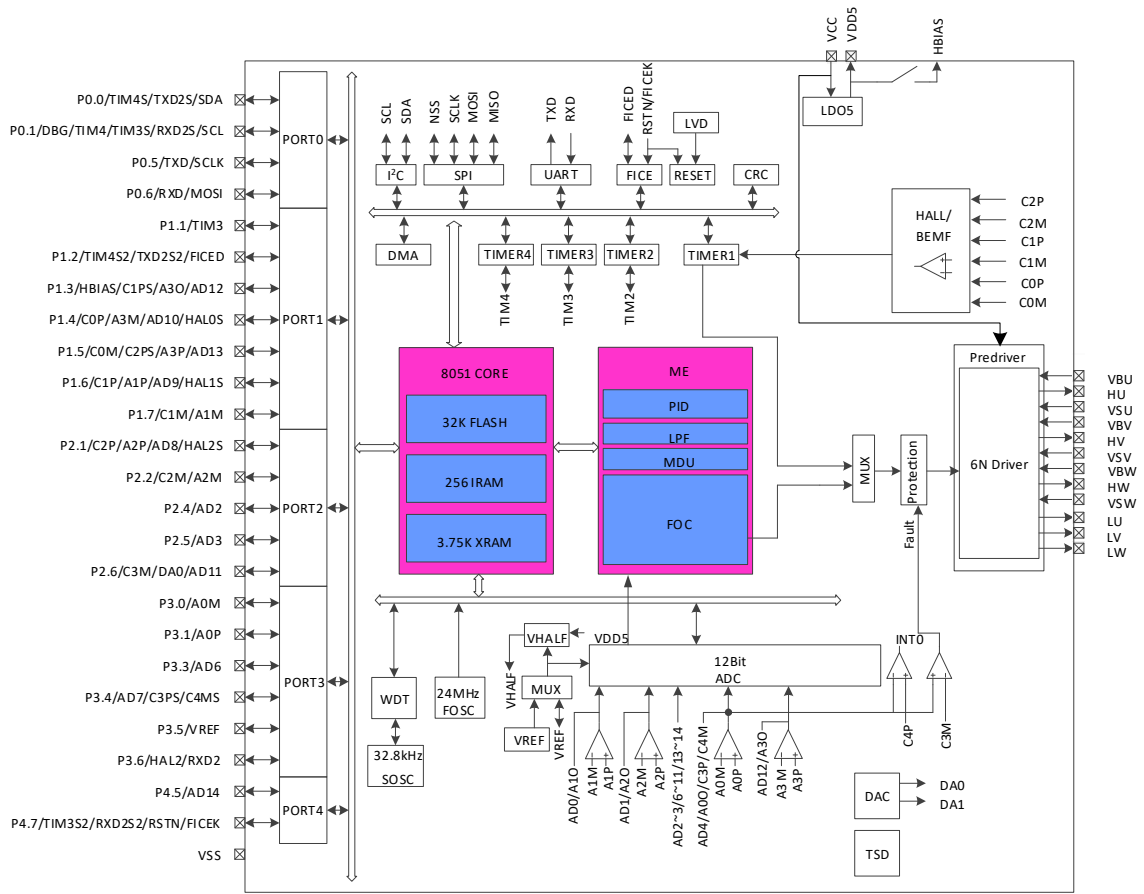 VCC
VDD5
HBIAS
LDO5
P0.0/TIM4S/TXD2S/SDA
P0.1/DBG/TIM4/TIM3S/RXD2S/SCL
P0.5/TXD/SCLK
P0.6/RXD/MOSI
P1.1/TIM3
P1.2/TIM4S2/TXD2S2/FICED
P1.3/HBIAS/C1PS/A3O/AD12
P1.4/C0P/A3M/AD10/HAL0S
P1.5/C0M/C2PS/A3P/AD13
P1.6/C1P/A1P/AD9/HAL1S
P1.7/C1M/A1M
P2.1/C2P/A2P/AD8/HAL2S
P2.2/C2M/A2M
P2.4/AD2
P2.5/AD3
P2.6/C3M/DA0/AD11
P3.0/A0M
P3.1/A0P
P3.3/AD6
P3.4/AD7/C3PS/C4MS
P3.5/VREF
P3.6/HAL2/RXD2
P4.5/AD14
P4.7/TIM3S2/RXD2S2/RSTN/FICEK
VSS
PORT0
PORT1
PORT2
PORT3
PORT4
SCL
SDA
NSS
SCLK
MOSI
MISO
TXD
RXD
FICED
RSTN/FICEK
LVD
I²C
SPI
UART
FICE
RESET
CRC
DMA
TIMER4
TIMER3
TIMER2
TIMER1
TIM4
TIM3
TIM2
HALL/
BEMF
C2P
C2M
C1P
C1M
C0P
C0M
8051 CORE
32K FLASH
256 IRAM
3.75K XRAM
ME
PID
LPF
MDU
FOC
MUX
Protection
Fault
Predriver
6N Driver
VBU
HU
VSU
VBV
HV
VSV
VBW
HW
VSW
LU
LV
LW
WDT
24MHz
FOSC
32.8kHz
SOSC
VHALF
VDD5
VHALF
MUX
VREF
VREF
12Bit
ADC
INT0
AD0/A1O
A1M
A1P
AD1/A2O
A2M
A2P
AD2~3/6~11/13~14
AD4/A0O/C3P/C4M
A0M
A0P
AD12/A3O
A3M
A3P
C4P
C3M
DAC
DA0
DA1
TSD